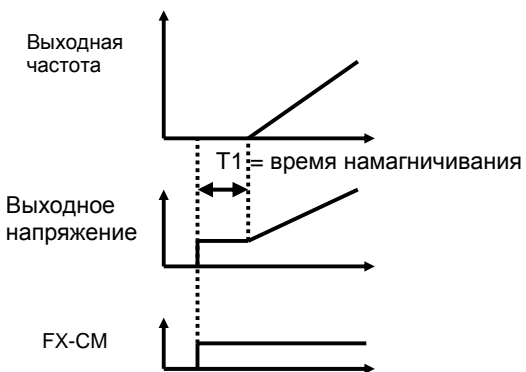 Выходная
частота
T1 = время намагничивания
Выходное
напряжение
FX-CM